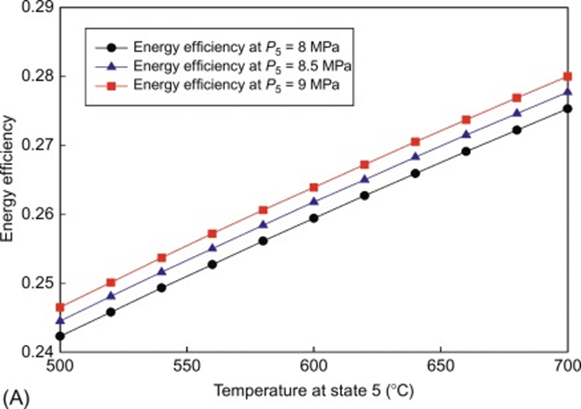 0.29
Energy efficiency at P5 = 8 MPa
Energy efficiency at P5 = 8.5 MPa
Energy efficiency at P5 = 9 MPa
0.28
0.27
0.26
0.25
0.24
Energy efficiency
500
550
600
650
700
Temperature at state 5 (°C)
(A)